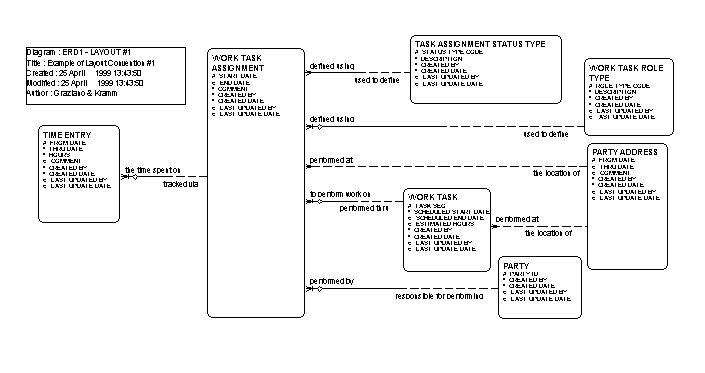 Diagram : ERD1 - LAYOUT #1
Title : Example of Layout Convention #1
Created : 25 April 1999 13:43:50
Modified : 25 April 1999 13:43:50
Author : Graziano & Kramm
WORK TASK
ASSIGNMENT
# START DATE
o END DATE
o COMMENT
* CREATED BY
* CREATED DATE
o LAST UPDATED BY
o LAST UPDATE DATE
TASK ASSIGNMENT STATUS TYPE
# STATUS TYPE CODE
* DESCRIPTION
* CREATED BY
* CREATED DATE
o LAST UPDATED BY
o LAST UPDATE DATE
defined using
used to define
WORK TASK ROLE
TYPE
# ROLE TYPE CODE
* DESCRIPTION
* CREATED BY
* CREATED DATE
o LAST UPDATED BY
o LAST UPDATE DATE
defined using
used to define
TIME ENTRY
# FROM DATE
* THRU DATE
* HOURS
o COMMENT
* CREATED BY
* CREATED DATE
o LAST UPDATED BY
o LAST UPDATE DATE
the time spent on
tracked via
PARTY ADDRESS
# FROM DATE
o THRU DATE
o COMMENT
* CREATED BY
* CREATED DATE
o LAST UPDATED BY
o LAST UPDATE DATE
performed at
the location of
to perform work on
performed thru
WORK TASK
# TASK SEQ
* SCHEDULED START DATE
o SCHEDULED END DATE
o ESTIMATED HOURS
* CREATED BY
* CREATED DATE
o LAST UPDATED BY
o LAST UPDATE DATE
performed at
the location of
PARTY
# PARTY ID
* CREATED BY
* CREATED DATE
o LAST UPDATED BY
o LAST UPDATE DATE
performed by
responsible for performing